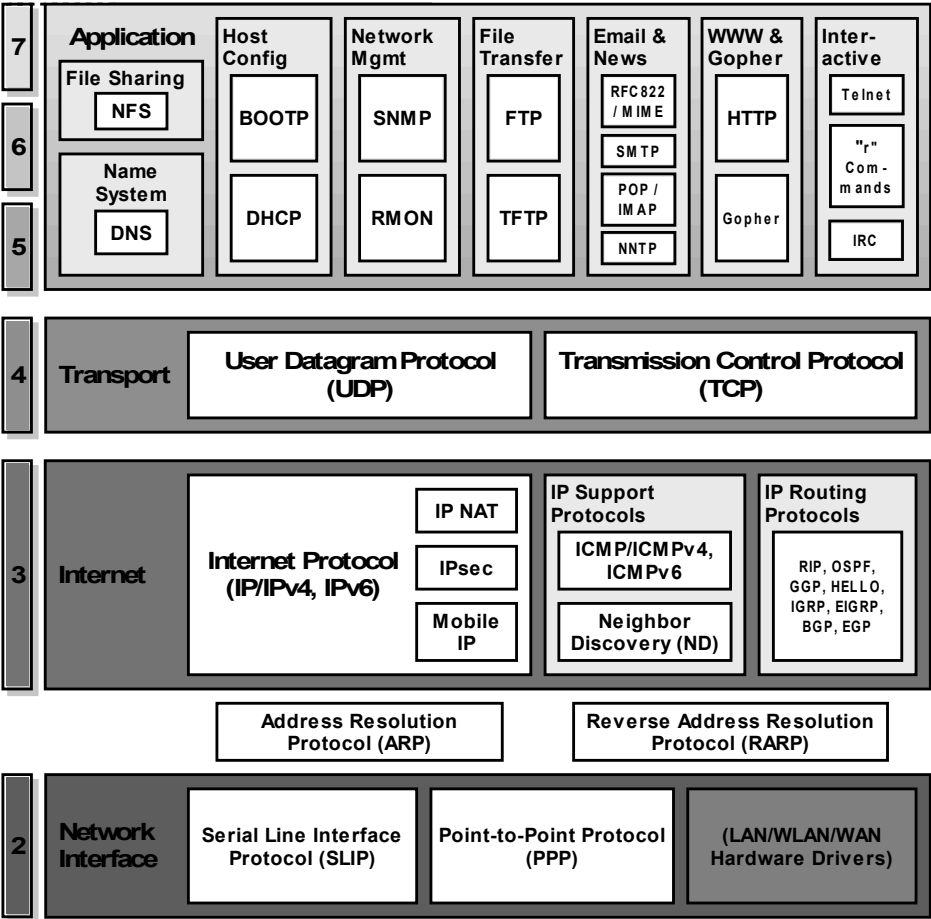 7
6
5
Application
File Sharing
NFS
Name
System
DNS
Host
Config
BOOTP
DHCP
Network
Mgmt
SNMP
RMON
File
Transfer
FTP
TFTP
Email &
News
RFC822
/ MIME
SMTP
POP /
IMAP
NNTP
WWW &
Gopher
HTTP
Gopher
Inter-
active
Telnet
"r"
Com-
mands
IRC
4
Transport
User Datagram Protocol
(UDP)
Transmission Control Protocol
(TCP)
3
Internet
Internet Protocol
(IP/IPv4, IPv6)
IP NAT
IPsec
Mobile
IP
IP Support
Protocols
ICMP/ICMPv4,
ICMPv6
Neighbor
Discovery (ND)
IP Routing
Protocols
RIP, OSPF,
GGP, HELLO,
IGRP, EIGRP,
BGP, EGP
Address Resolution
Protocol (ARP)
Reverse Address Resolution
Protocol (RARP)
2
Network
Interface
Serial Line Interface
Protocol (SLIP)
Point-to-Point Protocol
(PPP)
(LAN/WLAN/WAN
Hardware Drivers)